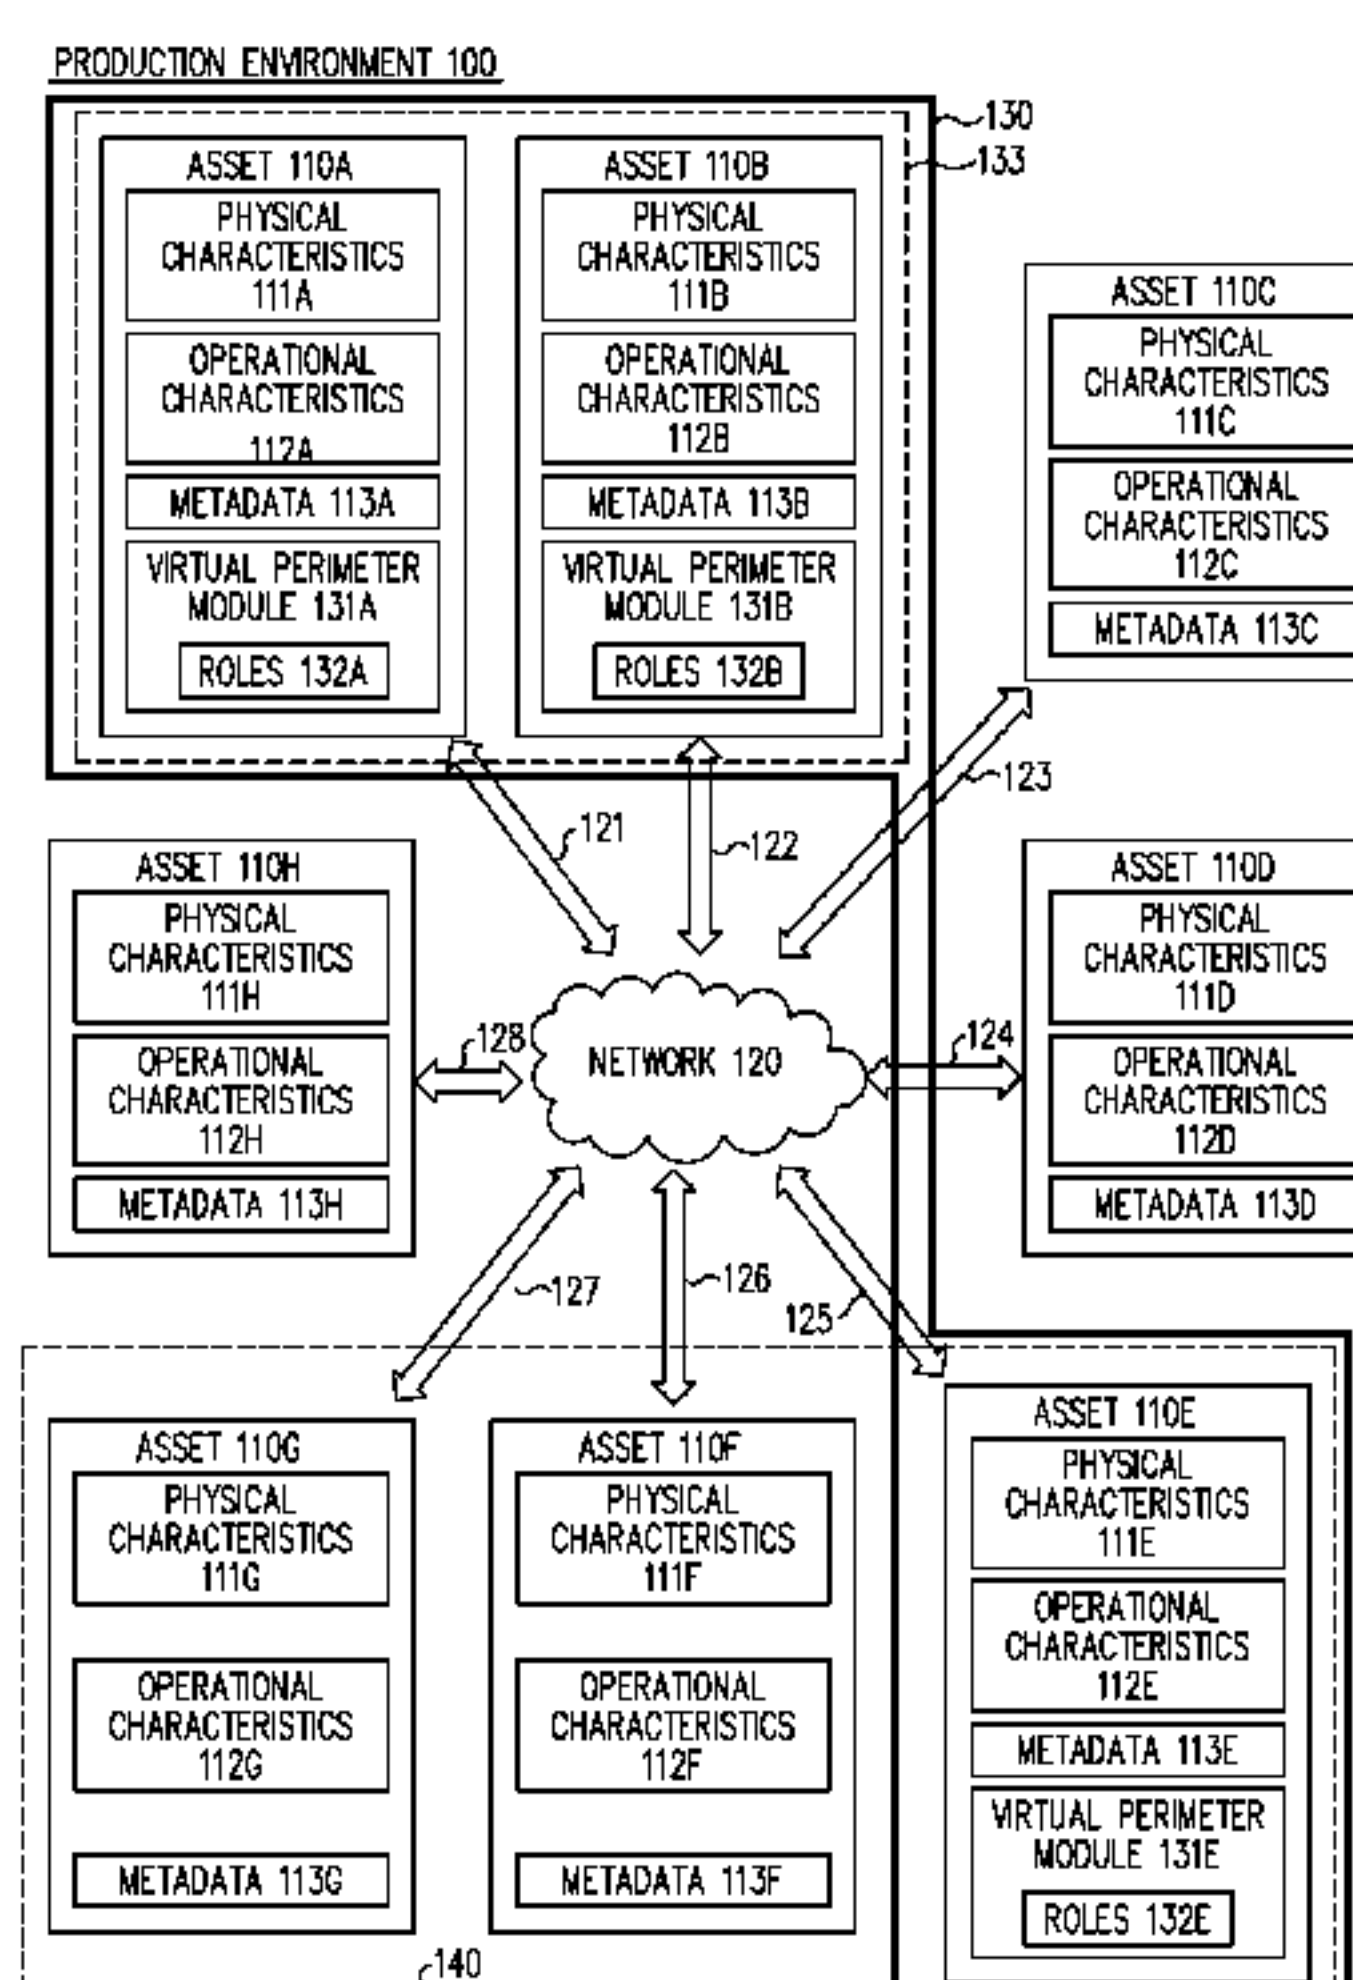 PRODUCTION ENVIRONMENT 100
130
133
ASSET 110A
PHYSICAL
CHARACTERISTICS
111A
OPERATIONAL
CHARACTERISTICS
112A
METADATA 113A
VIRTUAL PERIMETER
MODULE 131A
ROLES 132A
ASSET 110B
PHYSICAL
CHARACTERISTICS
111B
OPERATIONAL
CHARACTERISTICS
112B
METADATA 113B
VIRTUAL PERIMETER
MODULE 131B
ROLES 132B
ASSET 110C
PHYSICAL
CHARACTERISTICS
111C
OPERATIONAL
CHARACTERISTICS
112C
METADATA 113C
121
122
123
ASSET 110H
PHYSICAL
CHARACTERISTICS
111H
OPERATIONAL
CHARACTERISTICS
112H
METADATA 113H
128
NETWORK 120
124
ASSET 110D
PHYSICAL
CHARACTERISTICS
111D
OPERATIONAL
CHARACTERISTICS
112D
METADATA 113D
127
126
125
ASSET 110G
PHYSICAL
CHARACTERISTICS
111G
OPERATIONAL
CHARACTERISTICS
112G
METADATA 113G
ASSET 110F
PHYSICAL
CHARACTERISTICS
111F
OPERATIONAL
CHARACTERISTICS
112F
METADATA 113F
ASSET 110E
PHYSICAL
CHARACTERISTICS
111E
OPERATIONAL
CHARACTERISTICS
112E
METADATA 113E
VIRTUAL PERIMETER
MODULE 131E
ROLES 132E
140